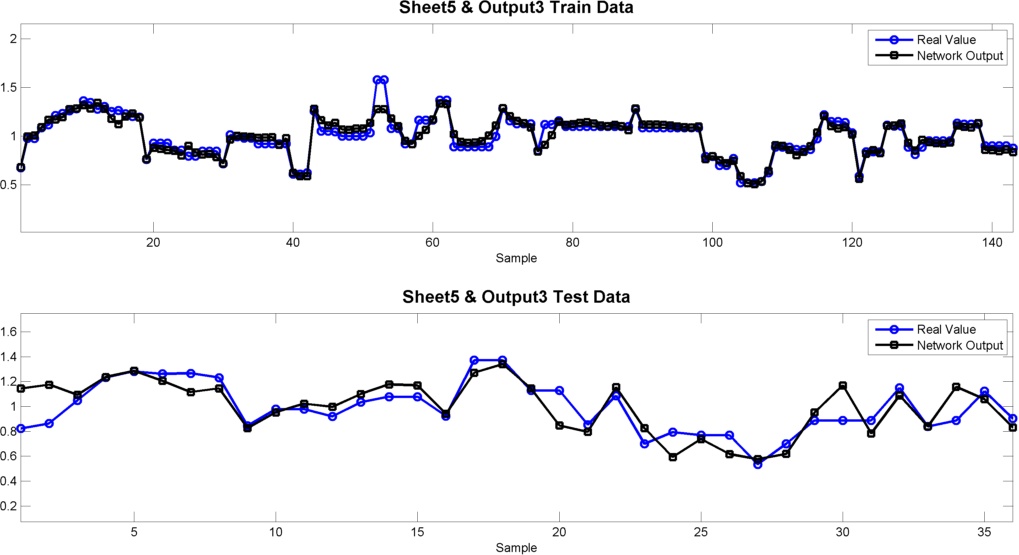 Sheet5 & Output3 Train Data
2
1.5
1
0.5
Real Value
Network Output
20 40 60 80 100 120 140
Sample
Sheet5 & Output3 Test Data
1.6
1.4
1.2
1
0.8
0.6
0.4
0.2
Real Value
Network Output
5 10 15 20 25 30 35
Sample